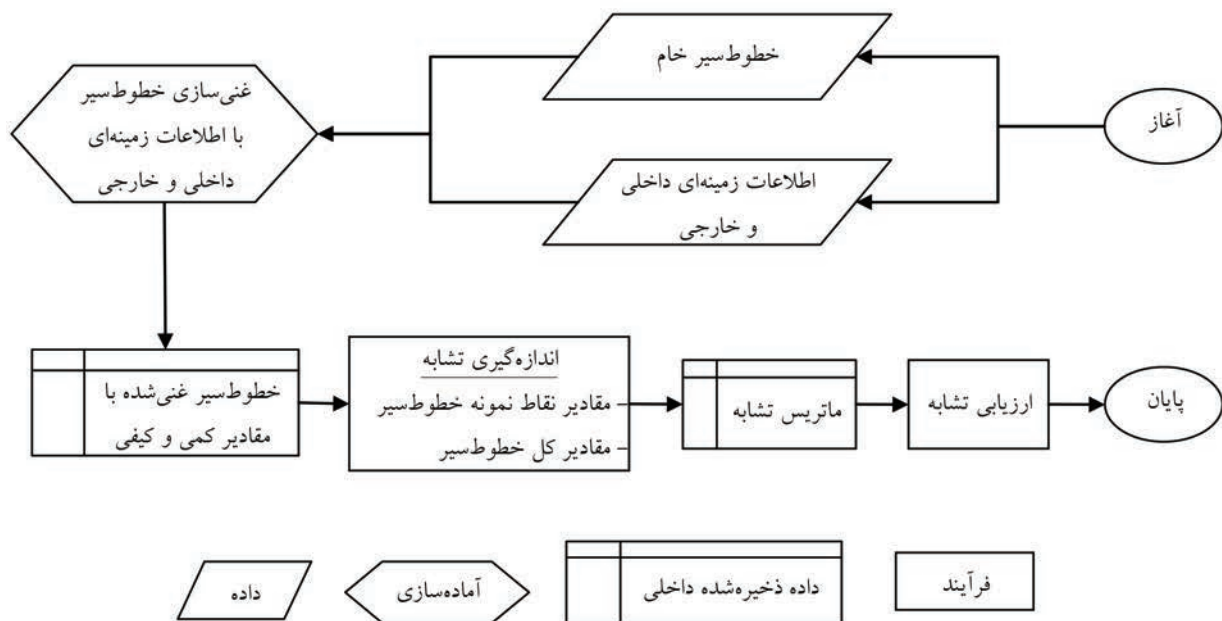 آغاز
خطوط‌سیر خام
اطلاعات زمینه‌ای داخلی
و خارجی
غنی‌سازی خطوط‌سیر
با اطلاعات زمینه‌ای
داخلی و خارجی
خطوط‌سیر غنی‌شده با
مقادیر کمی و کیفی
اندازه‌گیری تشابه
- مقادیر نقاط نمونه خطوط‌سیر
- مقادیر کل خطوط‌سیر
ماتریس تشابه
ارزیابی تشابه
پایان
فرآیند
داده ذخیره‌شده داخلی
آماده‌سازی
داده